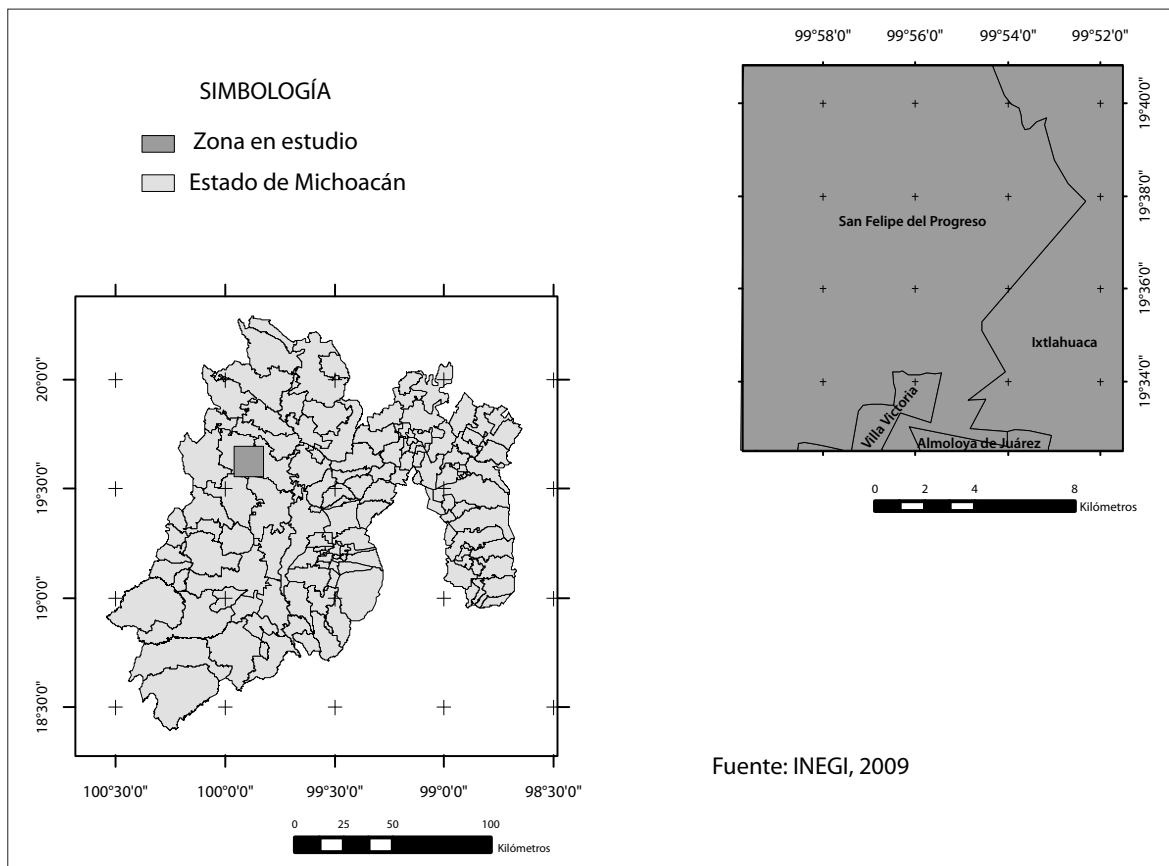 SIMBOLOGÍA
Zona en estudio
Estado de Michoacán
99°58'0" 99°56'0" 99°54'0" 99°52'0"
19°40'0"
19°38'0"
19°36'0"
19°34'0"
San Felipe del Progreso
Ixtlahuaca
Villa Victoria
Almoloya de Juárez
0 2 4 8
Kilómetros
20°0'0"
19°30'0"
19°0'0"
18°30'0"
100°30'0" 100°0'0" 99°30'0" 99°0'0" 98°30'0"
0 25 50 100
Kilómetros
Fuente: INEGI, 2009